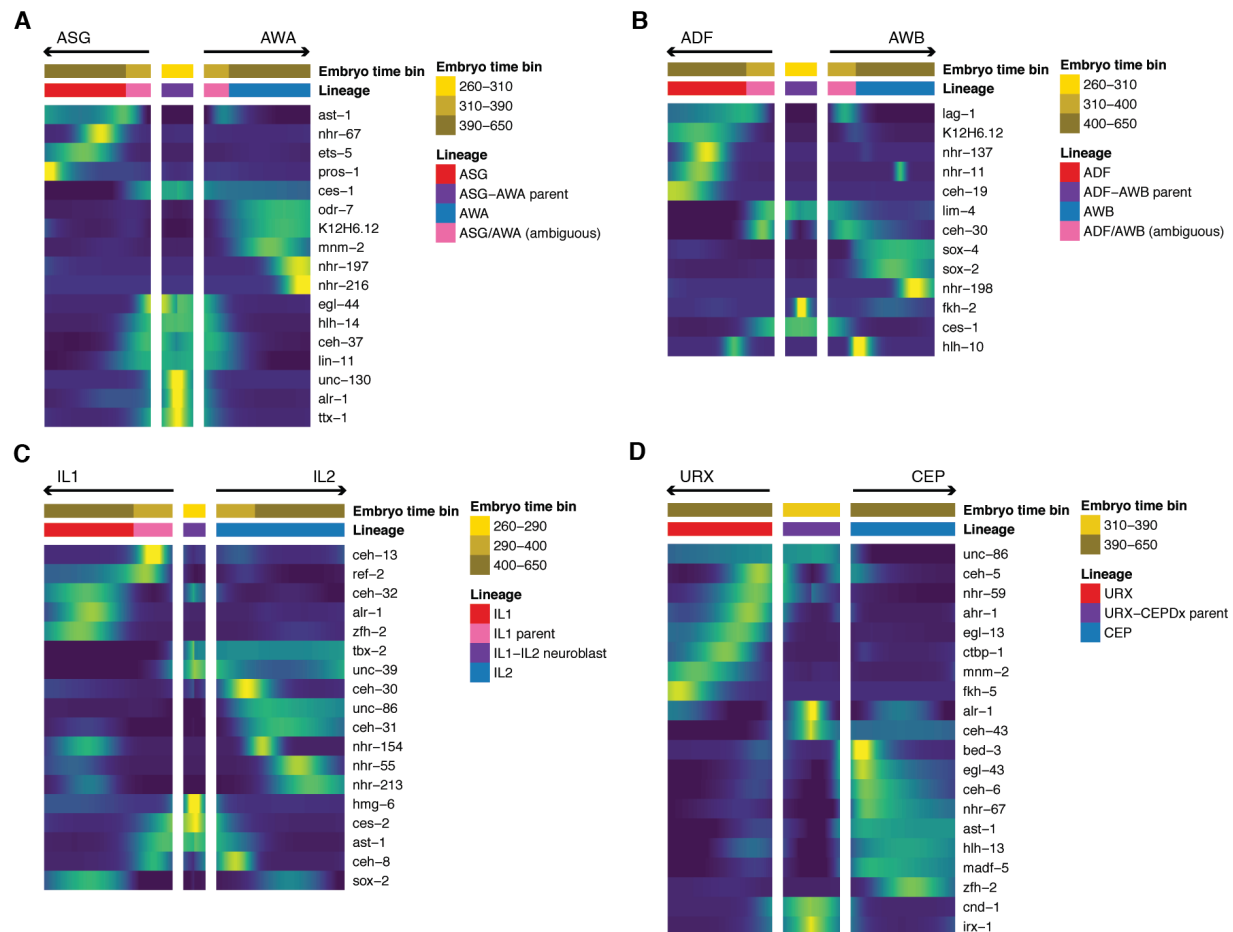 A
ASG AWA
Embryo time bin
Lineage
ast−1
nhr−67
ets−5
pros−1
ces−1
odr−7
K12H6.12
mnm−2
nhr−197
nhr−216
egl−44
hlh−14
ceh−37
lin−11
unc−130
alr−1
ttx−1
Embryo time bin
260−310
310−390
390−650
Lineage
ASG
ASG−AWA parent
AWA
ASG/AWA (ambiguous)
B
ADF AWB
Embryo time bin
Lineage
lag−1
K12H6.12
nhr−137
nhr−11
ceh−19
lim−4
ceh−30
sox−4
sox−2
nhr−198
fkh−2
ces−1
hlh−10
Embryo time bin
260−310
310−400
400−650
Lineage
ADF
ADF−AWB parent
AWB
ADF/AWB (ambiguous)
C
IL1 IL2
Embryo time bin
Lineage
ceh−13
ref−2
ceh−32
alr−1
zfh−2
tbx−2
unc−39
ceh−30
unc−86
ceh−31
nhr−154
nhr−55
nhr−213
hmg−6
ces−2
ast−1
ceh−8
sox−2
Embryo time bin
260−290
290−400
400−650
Lineage
IL1
IL1 parent
IL1−IL2 neuroblast
IL2
D
URX CEP
Embryo time bin
Lineage
unc−86
ceh−5
nhr−59
ahr−1
egl−13
ctbp−1
mnm−2
fkh−5
alr−1
ceh−43
bed−3
egl−43
ceh−6
nhr−67
ast−1
hlh−13
madf−5
zfh−2
cnd−1
irx−1
Embryo time bin
310−390
390−650
Lineage
URX
URX−CEPDx parent
CEP